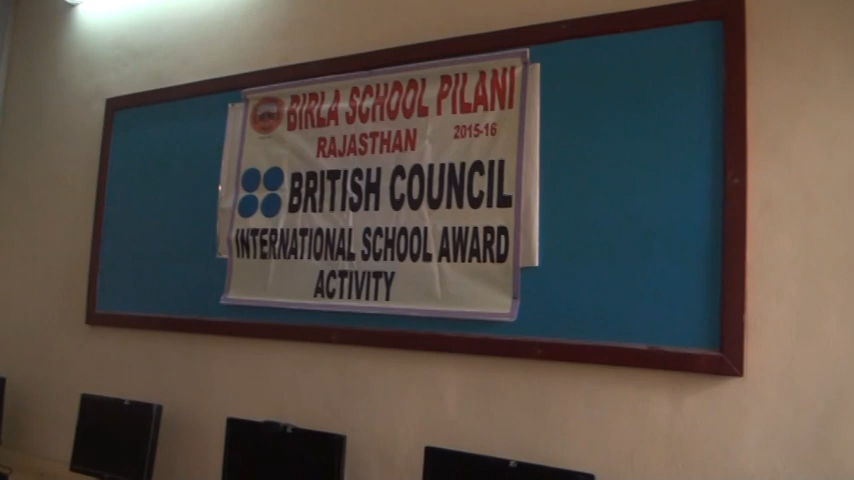 BIRLA SCHOOL PILANI
RAJASTHAN 2015-16
BRITISH COUNCIL
INTERNATIONAL SCHOOL AWARD
ACTIVITY